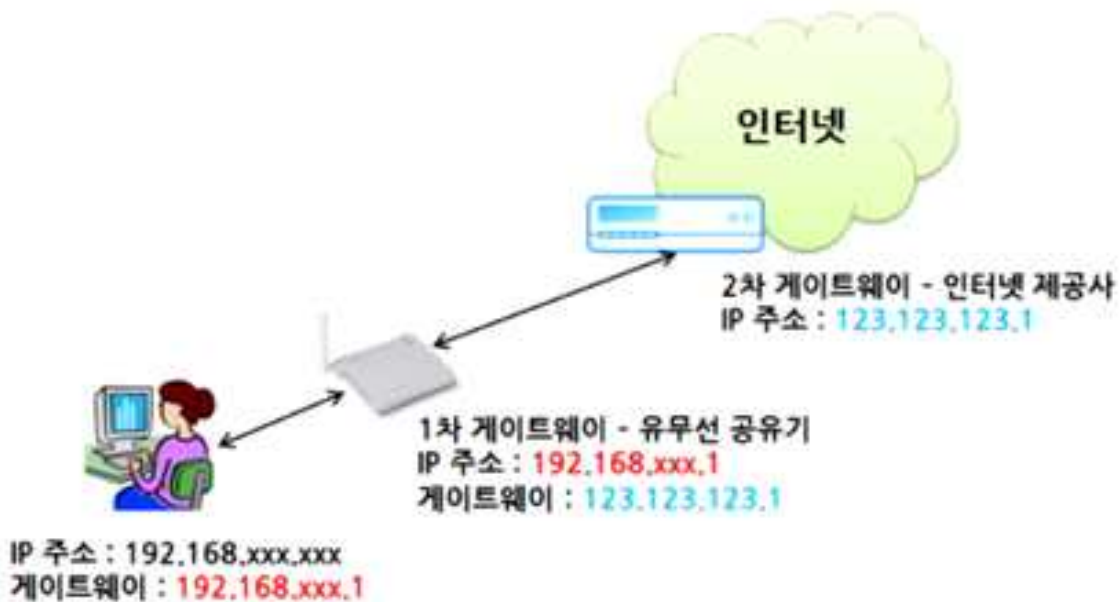 인터넷
2차 게이트웨이 - 인터넷 제공사
IP 주소 : 123.123.123.1
1차 게이트웨이 - 유무선 공유기
IP 주소 : 192.168.xxx.1
게이트웨이 : 123.123.123.1
IP 주소 : 192.168.xxx.xxx
게이트웨이 : 192.168.xxx.1